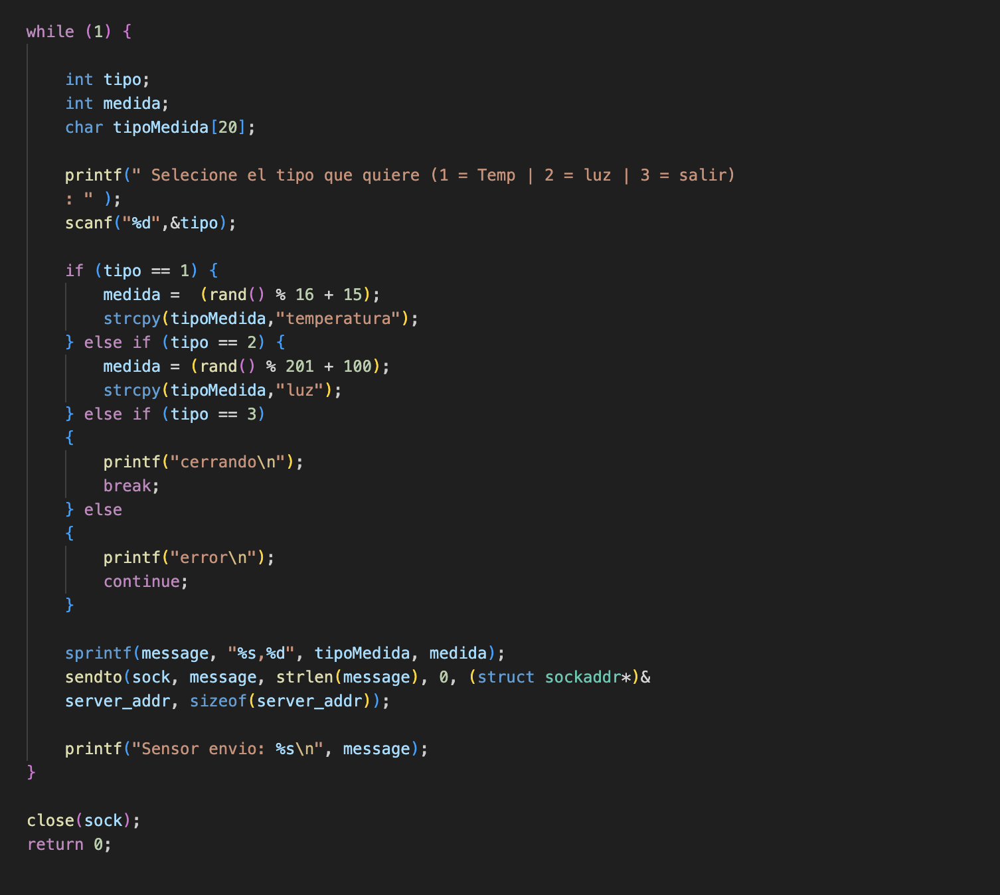 while (1) {
int tipo;
int medida;
char tipoMedida[20];
printf(" Selecione el tipo que quiere (1 = Temp | 2 = luz | 3 = salir)
: " );
scanf("%d",&tipo);
if (tipo == 1) {
medida =  (rand() % 16 + 15);
strcpy(tipoMedida,"temperatura");
} else if (tipo == 2) {
medida = (rand() % 201 + 100);
strcpy(tipoMedida,"luz");
} else if (tipo == 3)
{
printf("cerrando\n");
break;
} else
{
printf("error\n");
continue;
}
sprintf(message, "%s,%d", tipoMedida, medida);
sendto(sock, message, strlen(message), 0, (struct sockaddr*)&
server_addr, sizeof(server_addr));
printf("Sensor envio: %s\n", message);
}
close(sock);
return 0;